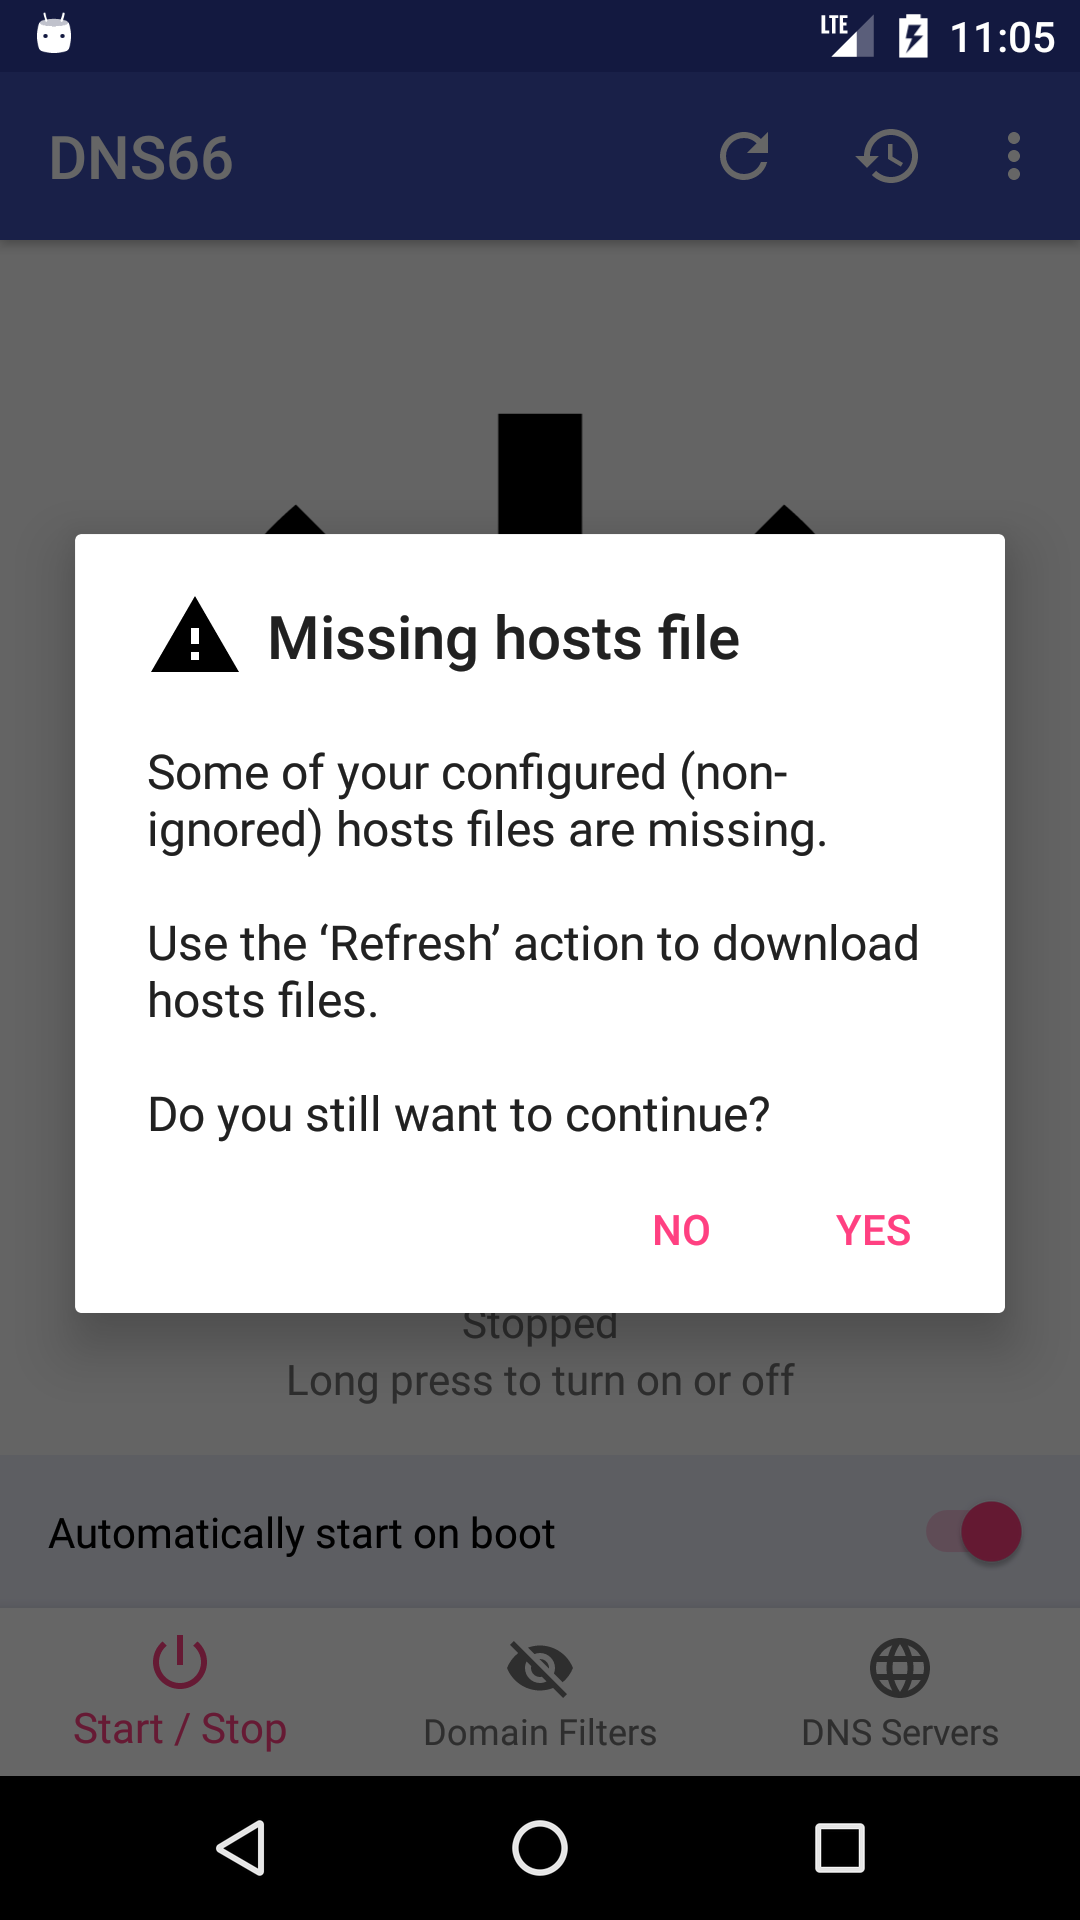 LTE 11:05
DNS66
Missing hosts file
Some of your configured (non-
ignored) hosts files are missing.
Use the ‘Refresh’ action to download
hosts files.
Do you still want to continue?
NO YES
Stopped
Long press to turn on or off
Automatically start on boot
Start / Stop Domain Filters DNS Servers